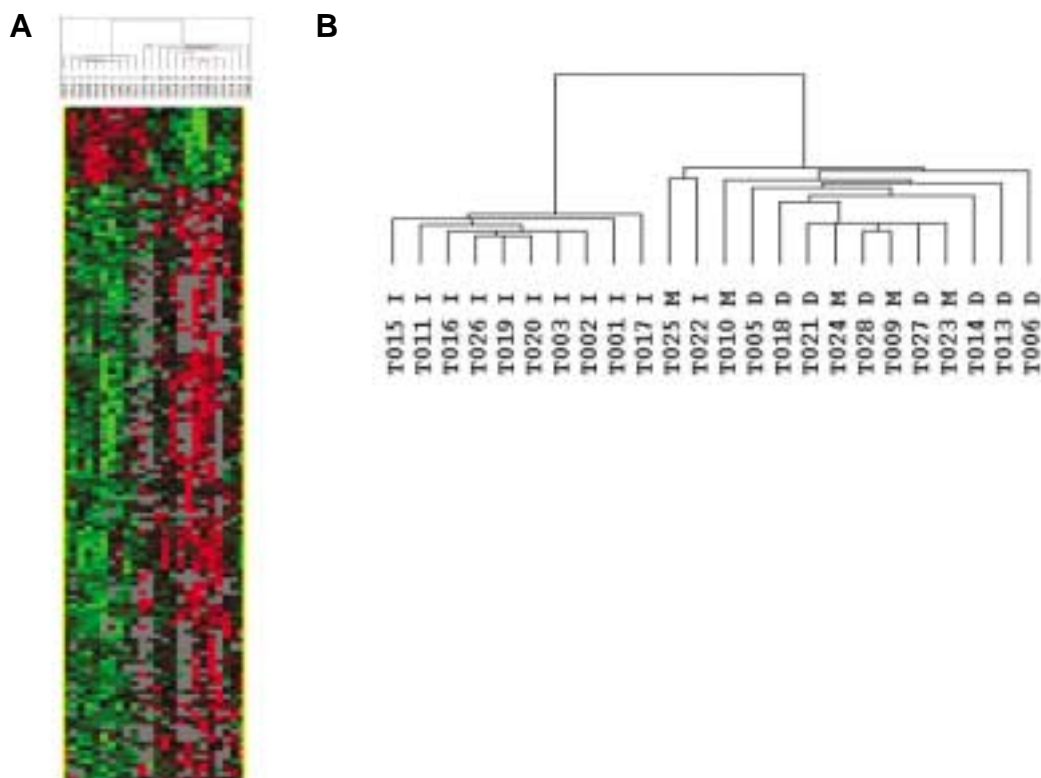 A
B
T015 I
T011 I
T016 I
T026 I
T019 I
T020 I
T003 I
T002 I
T001 I
T017 I
T025 M
T022 I
T010 M
T005 D
T018 D
T021 D
T024 M
T028 D
T009 M
T027 D
T023 M
T014 D
T013 D
T006 D